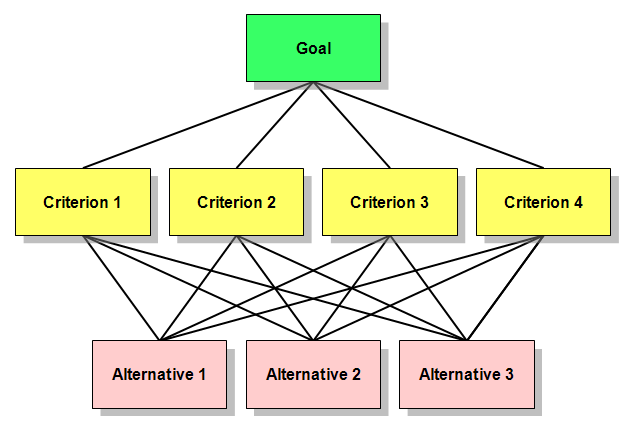 Goal
Criterion 1
Criterion 2
Criterion 3
Criterion 4
Alternative 1
Alternative 2
Alternative 3